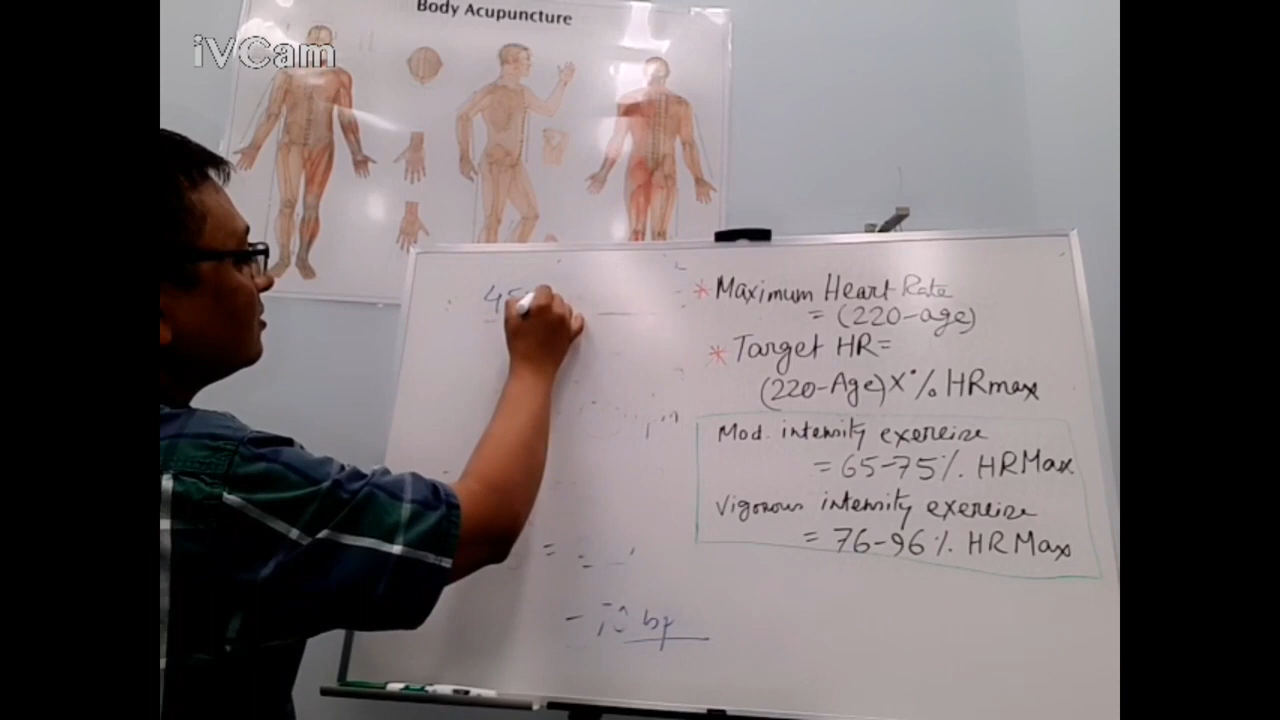 Body Acupuncture
iVCam
45
* Maximum Heart Rate
= (220-age)
* Target HR=
(220-Age)X % HRmax
Mod. intensity exercise
= 65-75% HRMax
Vigorous intensity exercise
= 76-96% HRMax